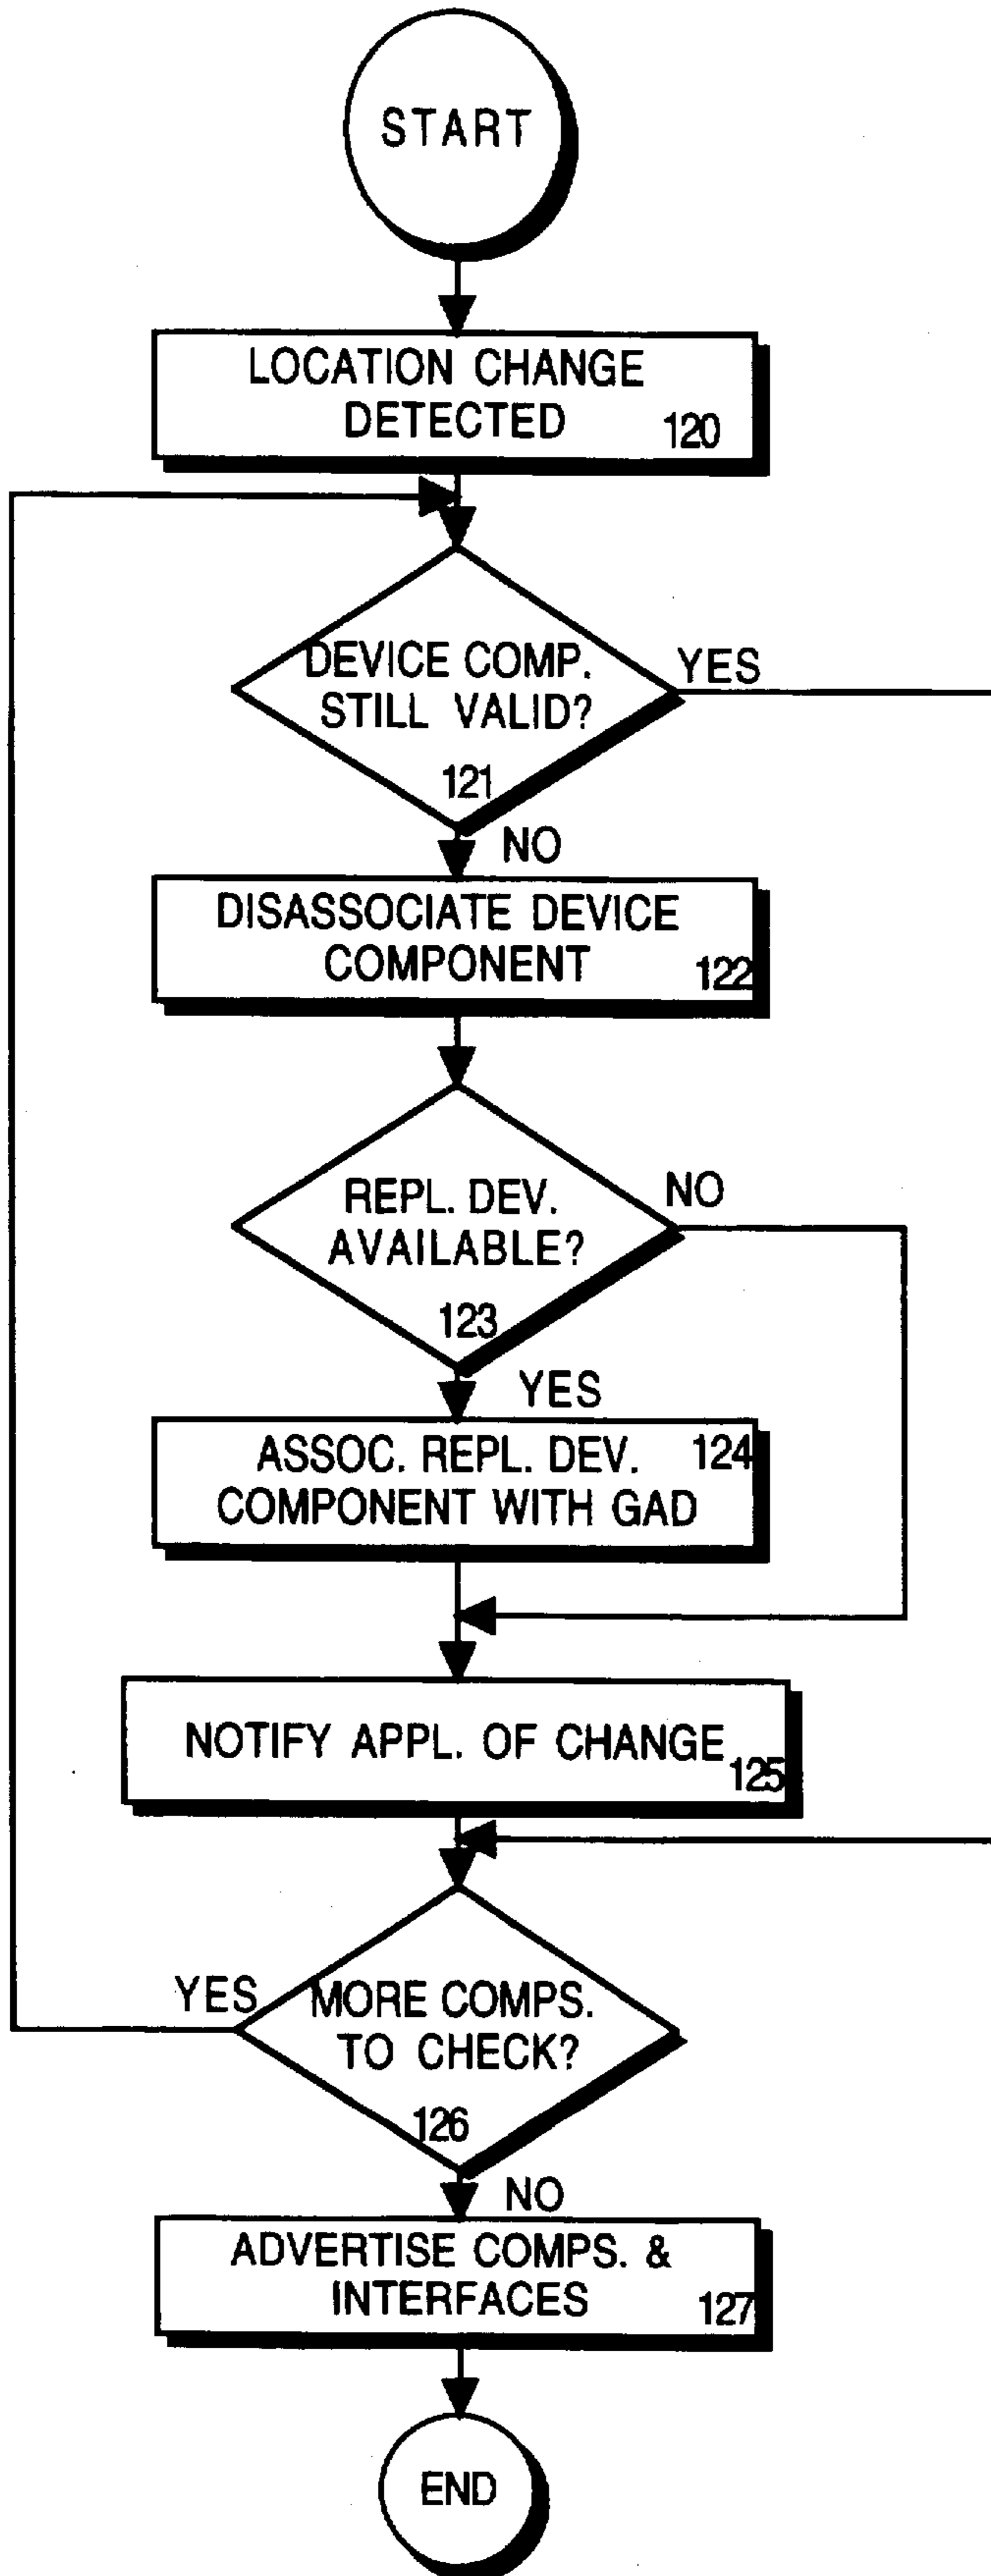 START
LOCATION CHANGE
DETECTED 120
DEVICE COMP.
STILL VALID?
121
YES
NO
DISASSOCIATE DEVICE
COMPONENT 122
REPL. DEV.
AVAILABLE?
123
NO
YES
ASSOC. REPL. DEV. 124
COMPONENT WITH GAD
NOTIFY APPL. OF CHANGE
125
YES
MORE COMPS.
TO CHECK?
126
NO
ADVERTISE COMPS. &
INTERFACES 127
END